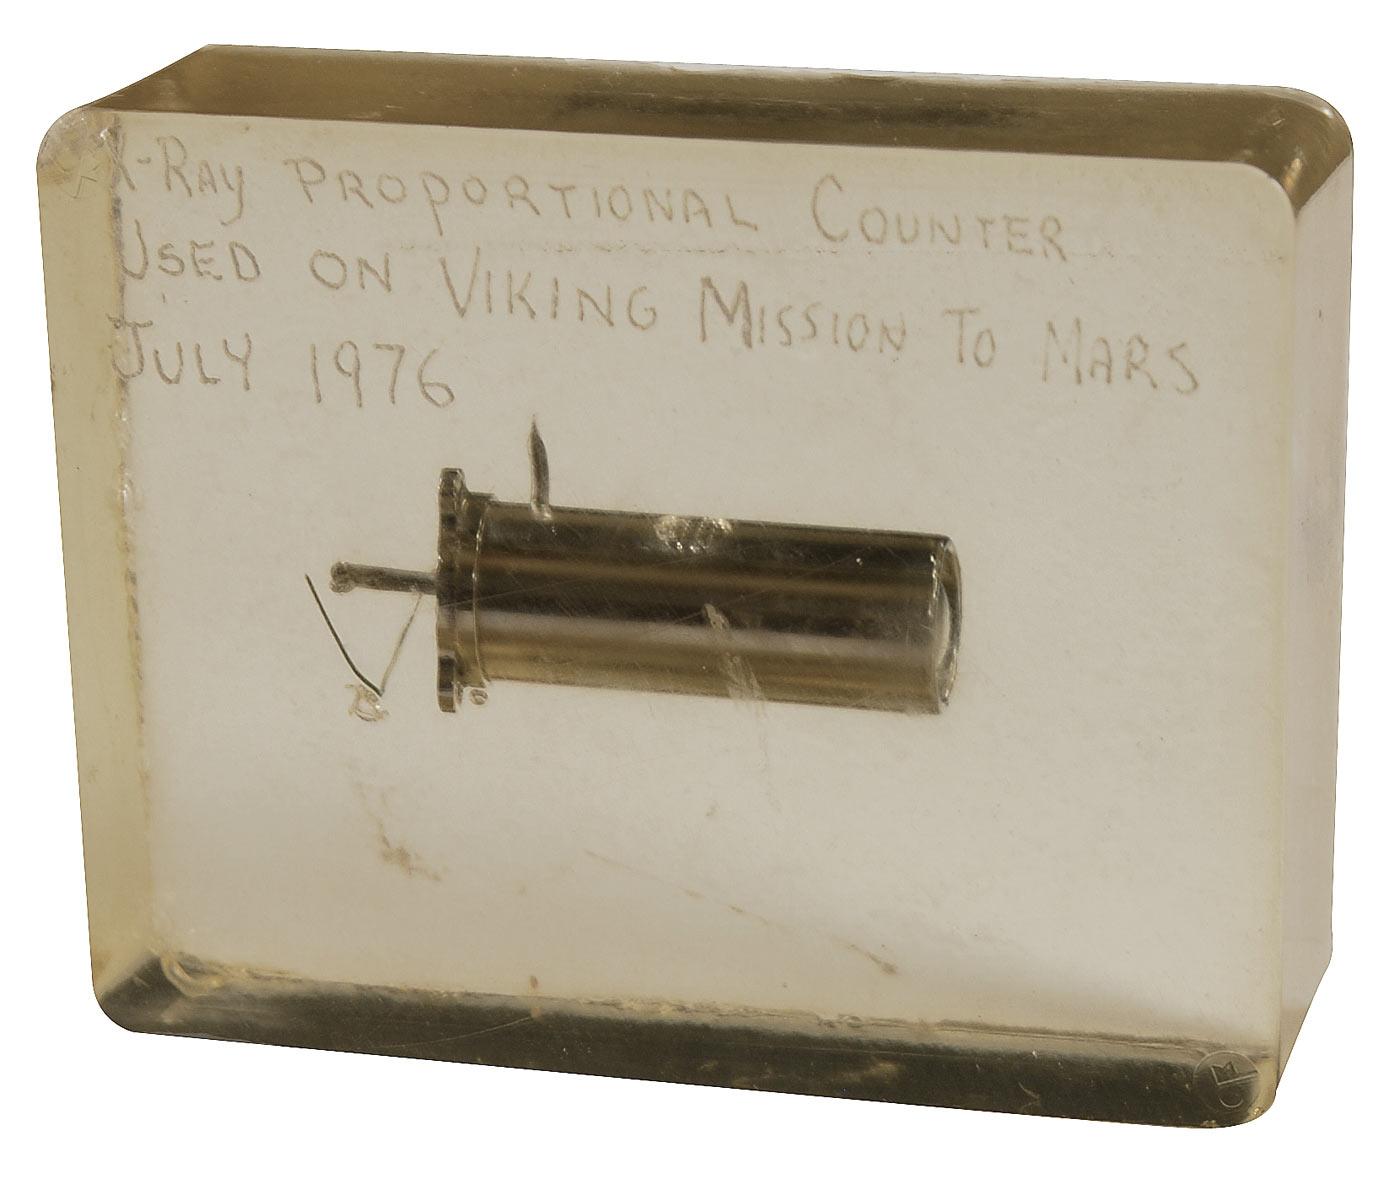 X-RAY PROPORTIONAL COUNTER
USED ON VIKING MISSION TO MARS
JULY 1976